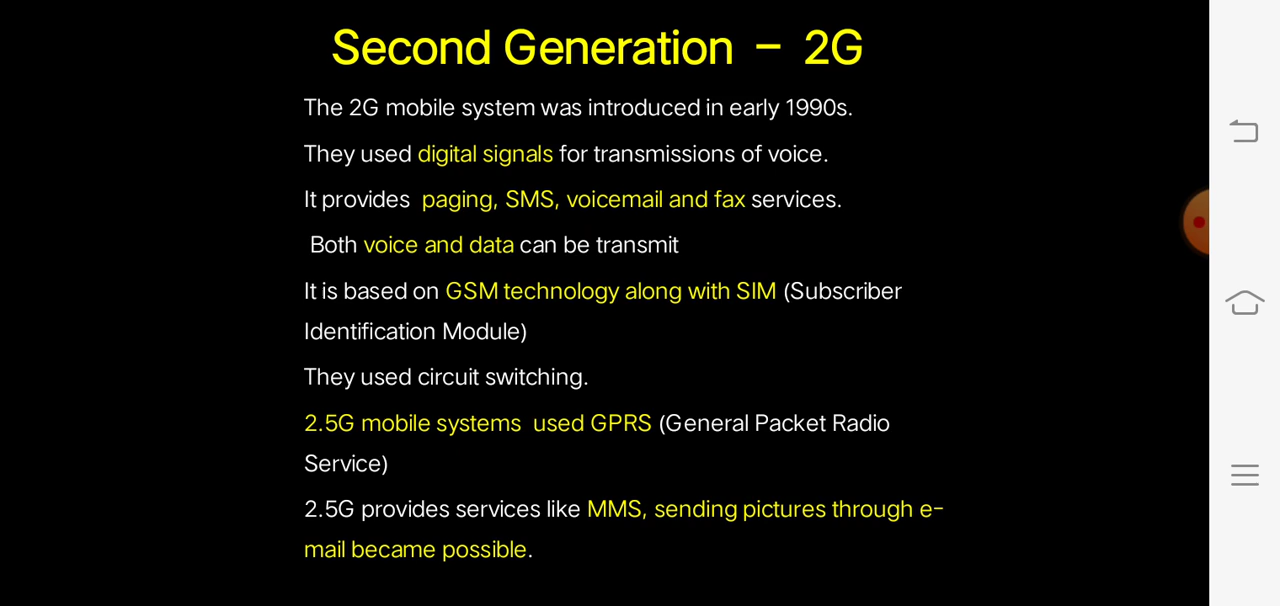 Second Generation – 2G
The 2G mobile system was introduced in early 1990s.
They used digital signals for transmissions of voice.
It provides paging, SMS, voicemail and fax services.
Both voice and data can be transmit
It is based on GSM technology along with SIM (Subscriber
Identification Module)
They used circuit switching.
2.5G mobile systems used GPRS (General Packet Radio
Service)
2.5G provides services like MMS, sending pictures through e-
mail became possible.